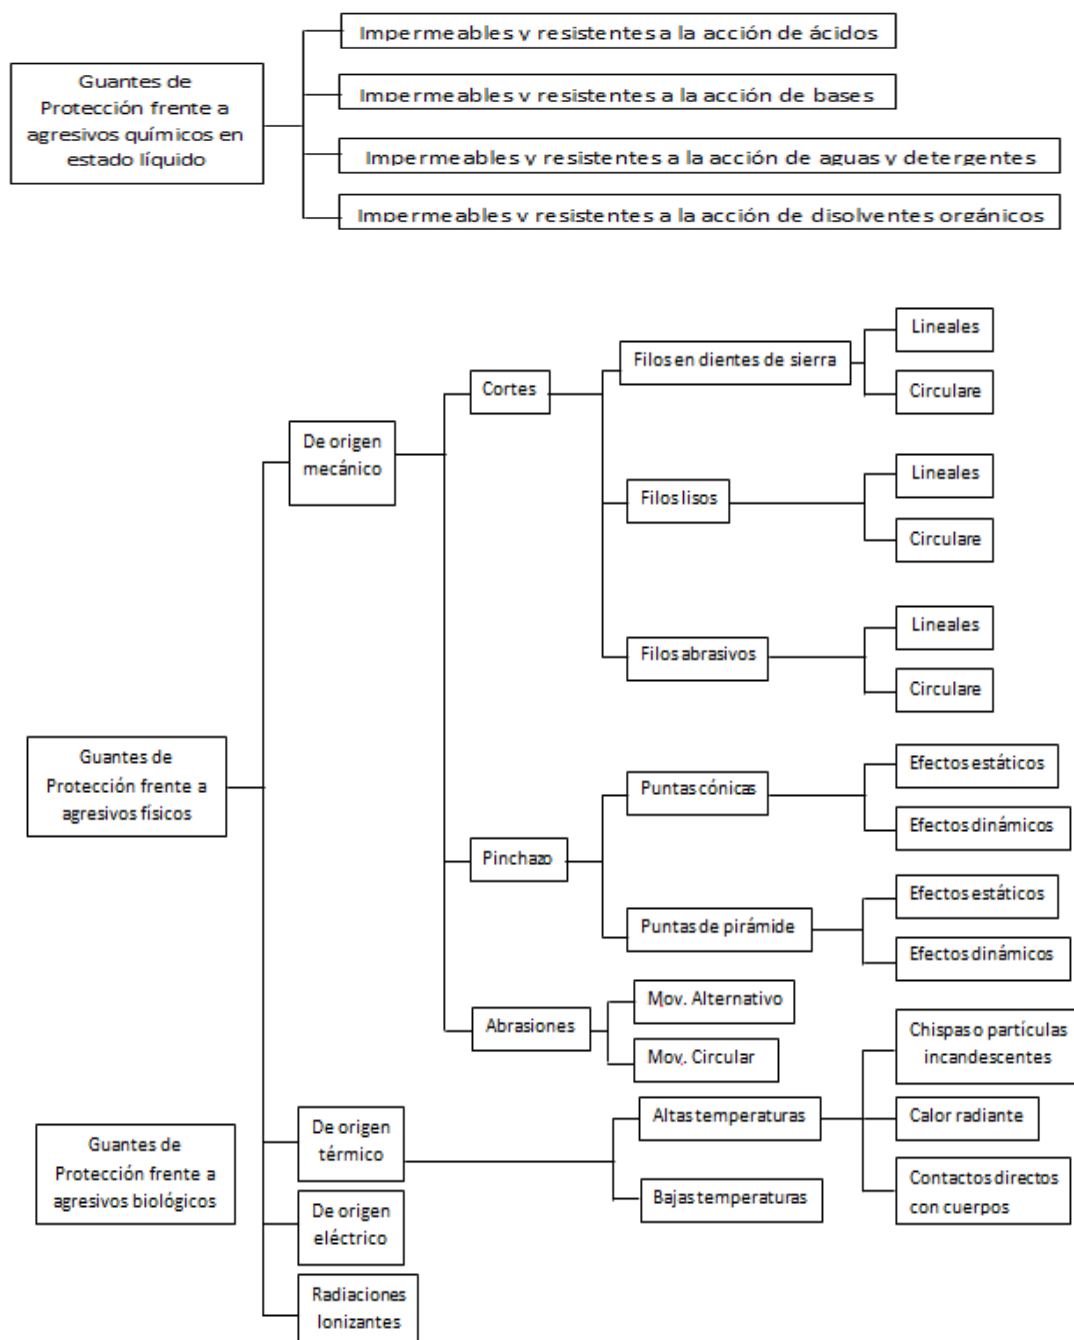 Guantes de
Protección frente a
agresivos químicos en
estado líquido
Impermeables y resistentes a la acción de ácidos
Impermeables y resistentes a la acción de bases
Impermeables y resistentes a la acción de aguas y detergentes
Impermeables y resistentes a la acción de disolventes orgánicos
Guantes de
Protección frente a
agresivos físicos
De origen
mecánico
Cortes
Filos en dientes de sierra
Lineales
Circulare
Filos lisos
Lineales
Circulare
Filos abrasivos
Lineales
Circulare
Pinchazo
Puntas cónicas
Efectos estáticos
Efectos dinámicos
Puntas de pirámide
Efectos estáticos
Efectos dinámicos
Abrasiones
Mov. Alternativo
Mov. Circular
De origen
térmico
Altas temperaturas
Chispas o partículas
incandescentes
Calor radiante
Contactos directos
con cuerpos
Bajas temperaturas
De origen
eléctrico
Radiaciones
Ionizantes
Guantes de
Protección frente a
agresivos biológicos